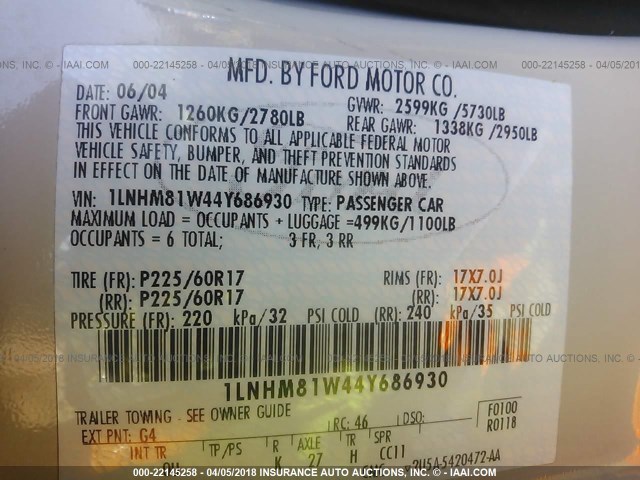 000-22145258 - 04/05/2018 INSURANCE AUTO AUCTIONS, INC.
MFD. BY FORD MOTOR CO.
DATE: 06/04
FRONT GAWR: 1260KG/2780LB
GVWR: 2599KG/5730LB
REAR GAWR: 1338KG/2950LB
THIS VEHICLE CONFORMS TO ALL APPLICABLE FEDERAL MOTOR
VEHICLE SAFETY, BUMPER, AND THEFT PREVENTION STANDARDS
IN EFFECT ON THE DATE OF MANUFACTURE SHOWN ABOVE.
VIN: 1LNHM81W44Y686930 TYPE: PASSENGER CAR
MAXIMUM LOAD = OCCUPANTS + LUGGAGE =499KG/1100LB
OCCUPANTS = 6 TOTAL; 3 FR, 3 RR
TIRE (FR): P225/60R17 RIMS (FR): 17X7.0J
(RR): P225/60R17 (RR): 17X7.0J
PRESSURE (FR): 220 kPa/32 PSI COLD (RR): 240 kPa/35 PSI COLD
1LNHM81W44Y686930
TRAILER TOWING - SEE OWNER GUIDE
RC: 46 DSO: F0100
R0118
EXT PNT: G4
INT TR TP/PS R AXLE TR SPR
K 27 H CC11
2U5A-5420472-AA
000-22145258 - 04/05/2018 INSURANCE AUTO AUCTIONS, INC.